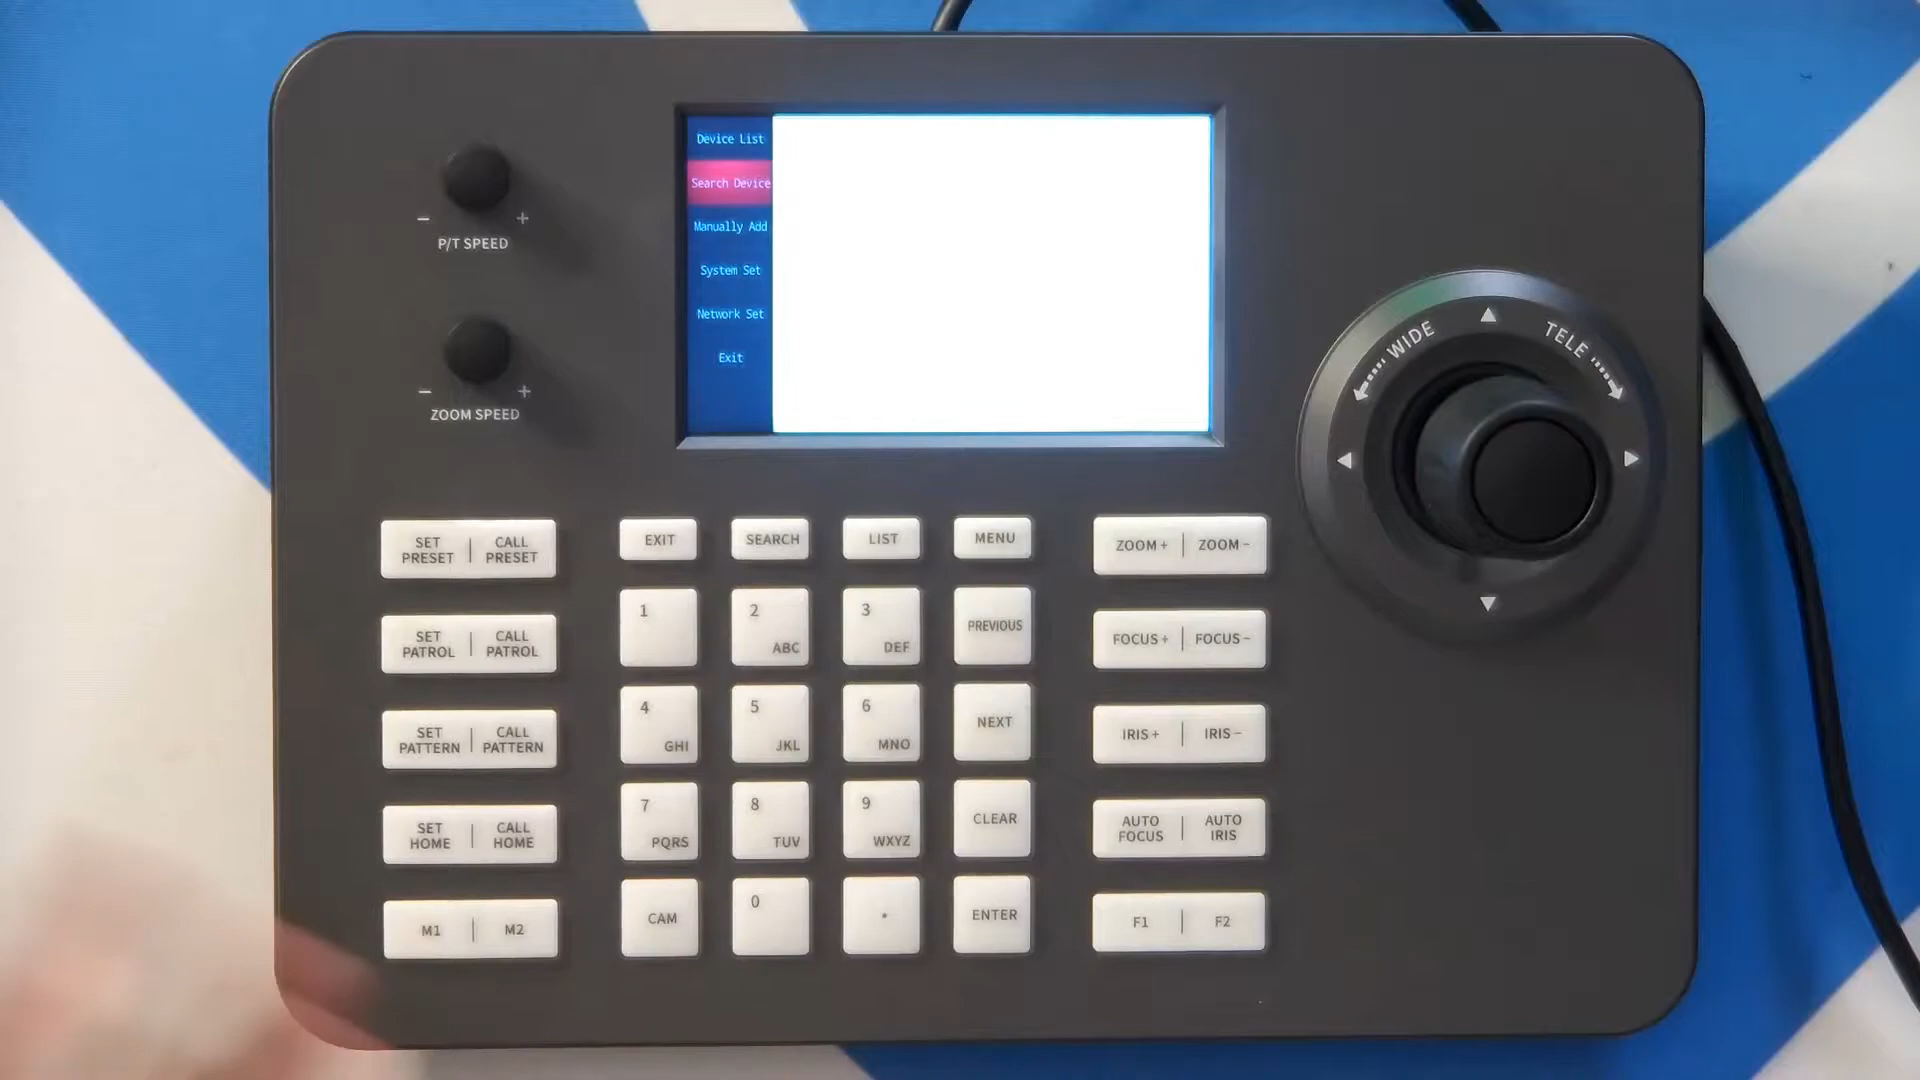 Device List
Search Device
Manually Add
System Set
Network Set
Exit
- +
P/T SPEED
- +
ZOOM SPEED
WIDE
TELE
SET PRESET | CALL PRESET
SET PATROL | CALL PATROL
SET PATTERN | CALL PATTERN
SET HOME | CALL HOME
M1 | M2
EXIT SEARCH LIST MENU
1
2 ABC
3 DEF
PREVIOUS
4 GHI
5 JKL
6 MNO
NEXT
7 PQRS
8 TUV
9 WXYZ
CLEAR
CAM
0
.
ENTER
ZOOM+ | ZOOM-
FOCUS+ | FOCUS-
IRIS+ | IRIS-
AUTO FOCUS | AUTO IRIS
F1 | F2